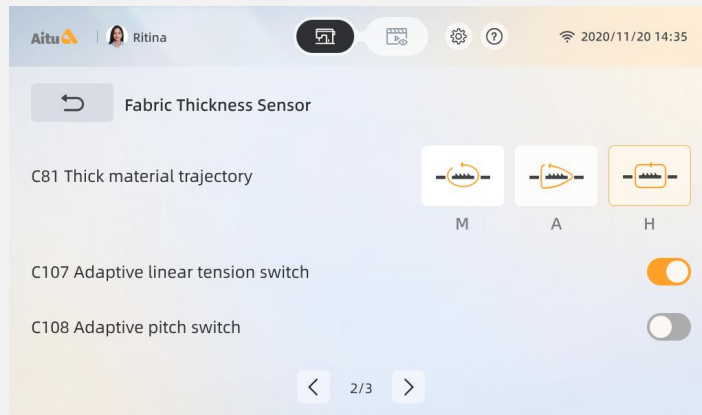 Aitu
Ritina
2020/11/20 14:35
Fabric Thickness Sensor
C81 Thick material trajectory
M A H
C107 Adaptive linear tension switch
C108 Adaptive pitch switch
2/3